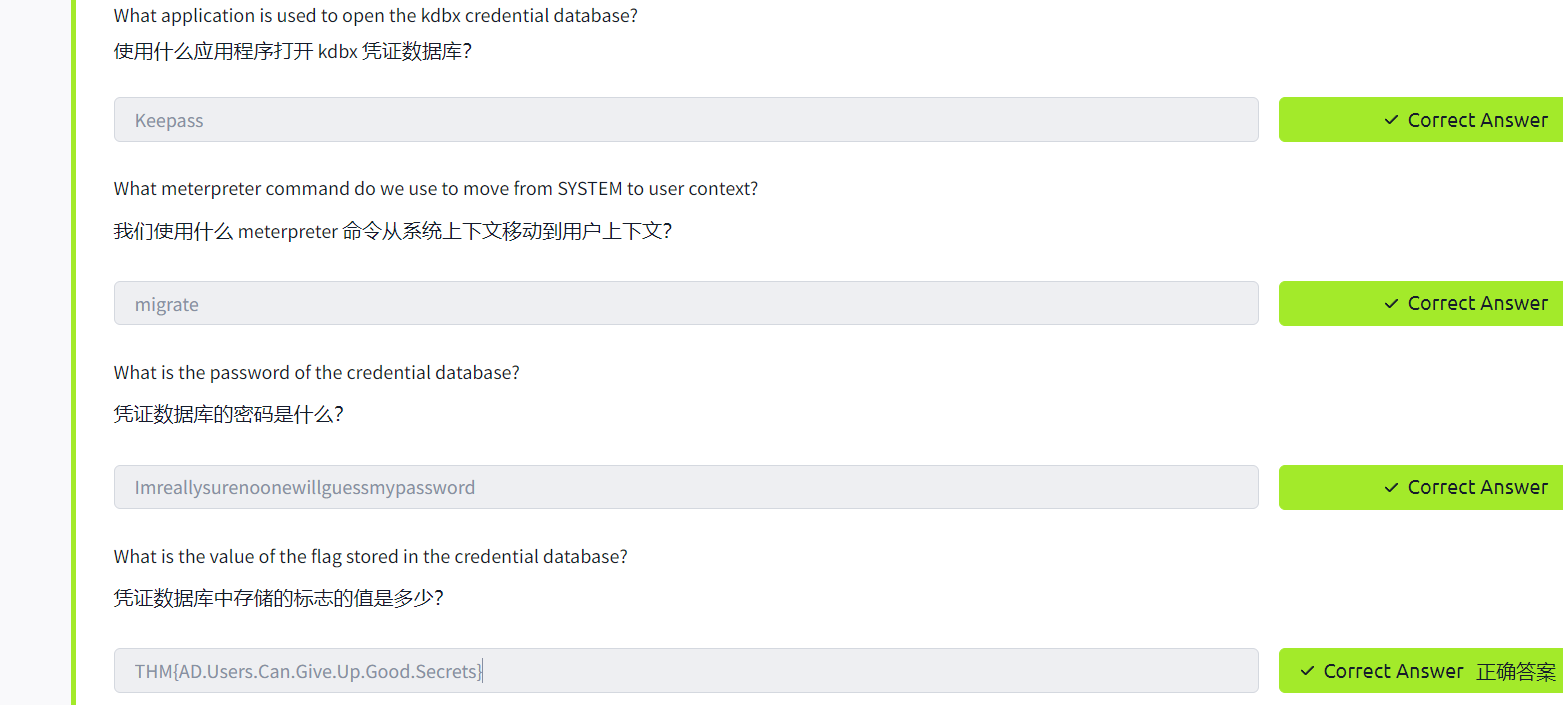 What application is used to open the kdbx credential database?
使用什么应用程序打开 kdbx 凭证数据库?
Keepass
✓ Correct Answer
What meterpreter command do we use to move from SYSTEM to user context?
我们使用什么 meterpreter 命令从系统上下文移动到用户上下文?
migrate
✓ Correct Answer
What is the password of the credential database?
凭证数据库的密码是什么?
Imreallysurenoonewillguessmypassword
✓ Correct Answer
What is the value of the flag stored in the credential database?
凭证数据库中存储的标志的值是多少?
THM{AD.Users.Can.Give.Up.Good.Secrets}
✓ Correct Answer 正确答案